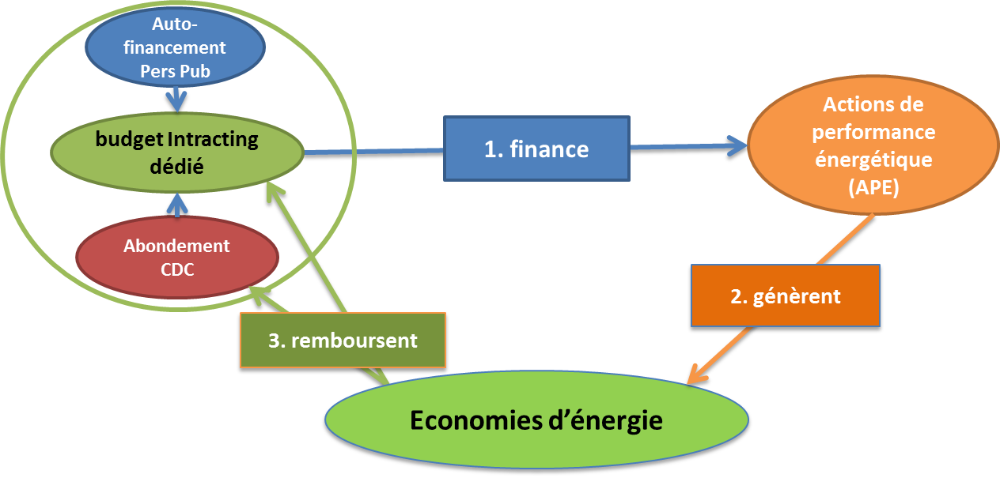 Auto-
financement
Pers Pub
budget Intracting
dédié
Abondement
CDC
1. finance
Actions de
performance
énergétique
(APE)
2. génèrent
3. remboursent
Economies d’énergie